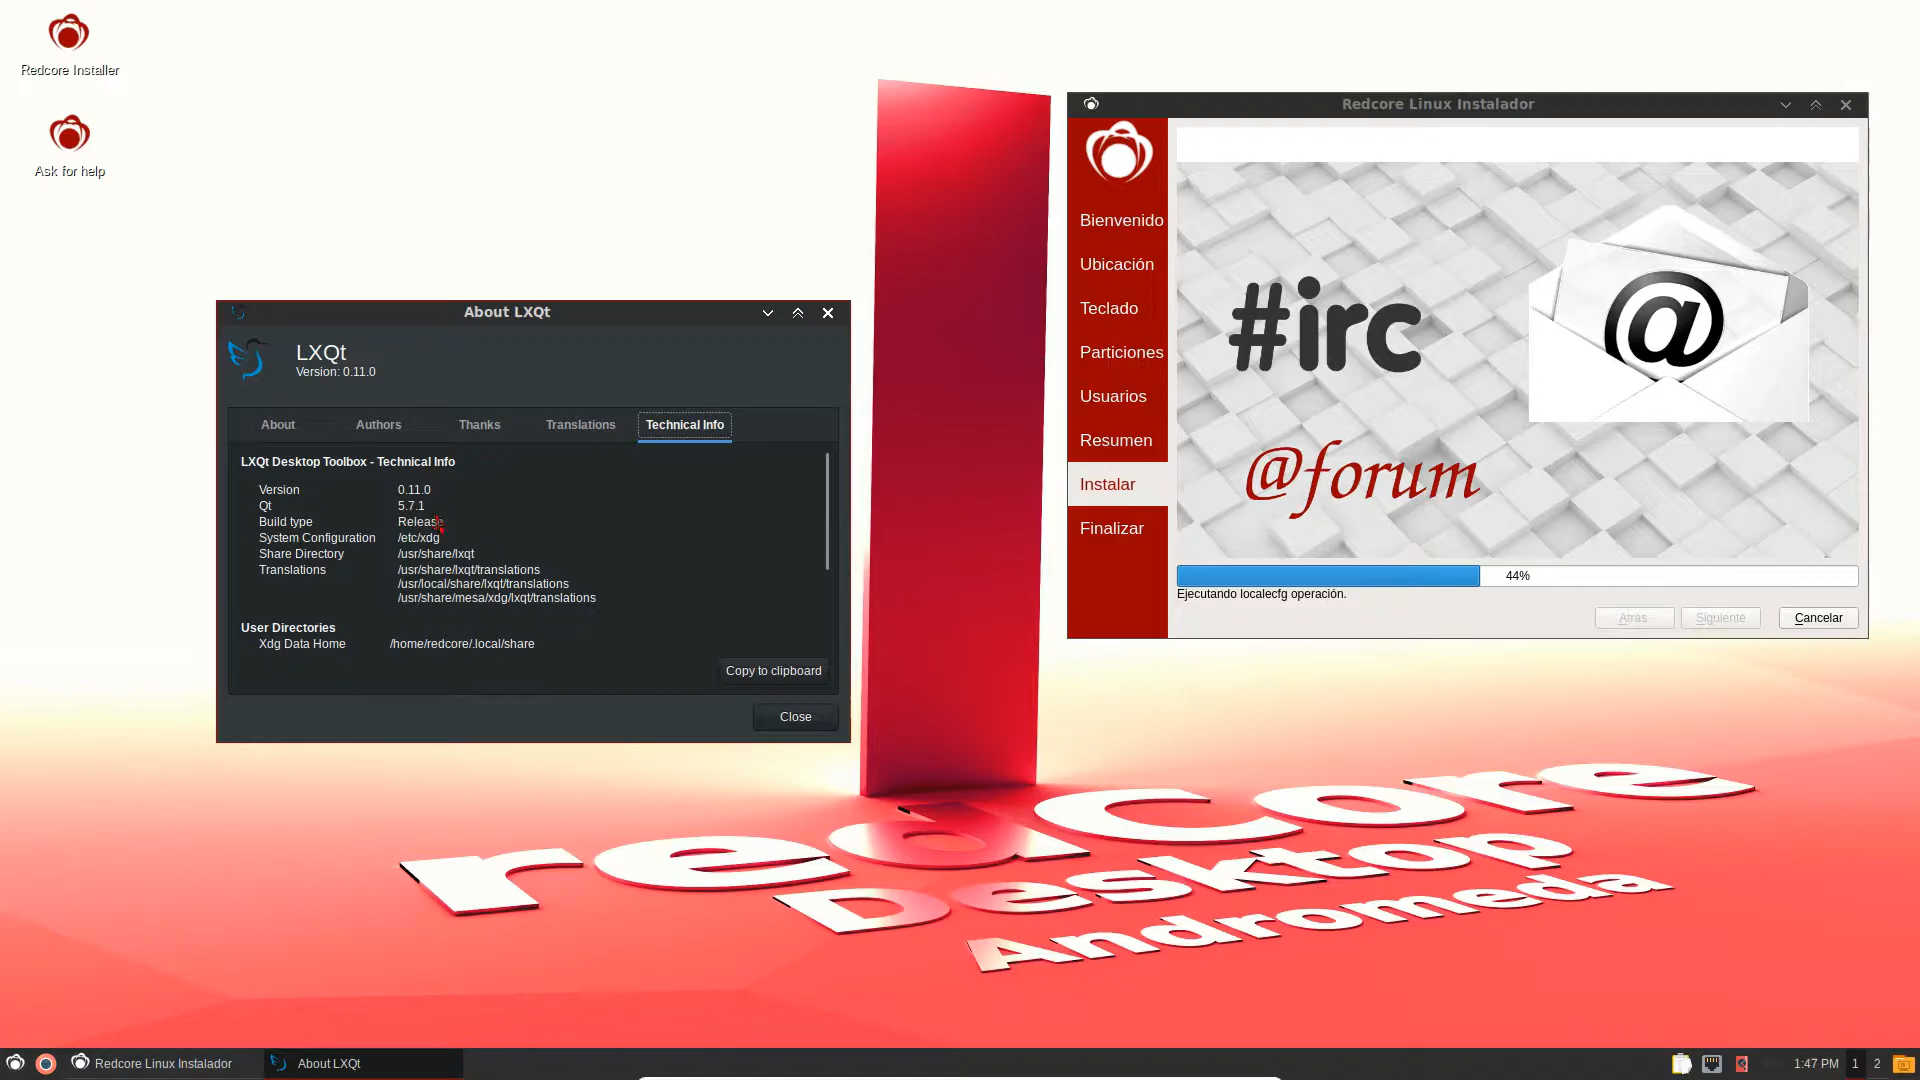 Redcore Installer
Ask for help
About LXQt
LXQt
Version: 0.11.0
About Authors Thanks Translations Technical Info
LXQt Desktop Toolbox - Technical Info
Version 0.11.0
Qt 5.7.1
Build type Release
System Configuration /etc/xdg
Share Directory /usr/share/lxqt
Translations /usr/share/lxqt/translations
/usr/local/share/lxqt/translations
/usr/share/mesa/xdg/lxqt/translations
User Directories
Xdg Data Home /home/redcore/.local/share
Copy to clipboard
Close
Redcore Linux Instalador
Bienvenido
Ubicación
Teclado
Particiones
Usuarios
Resumen
Instalar
Finalizar
#irc
@
@forum
44%
Ejecutando localecfg operación.
Atras Siguiente Cancelar
redCore
Desktop
Andromeda
Redcore Linux Instalador About LXQt 1:47 PM 1 2